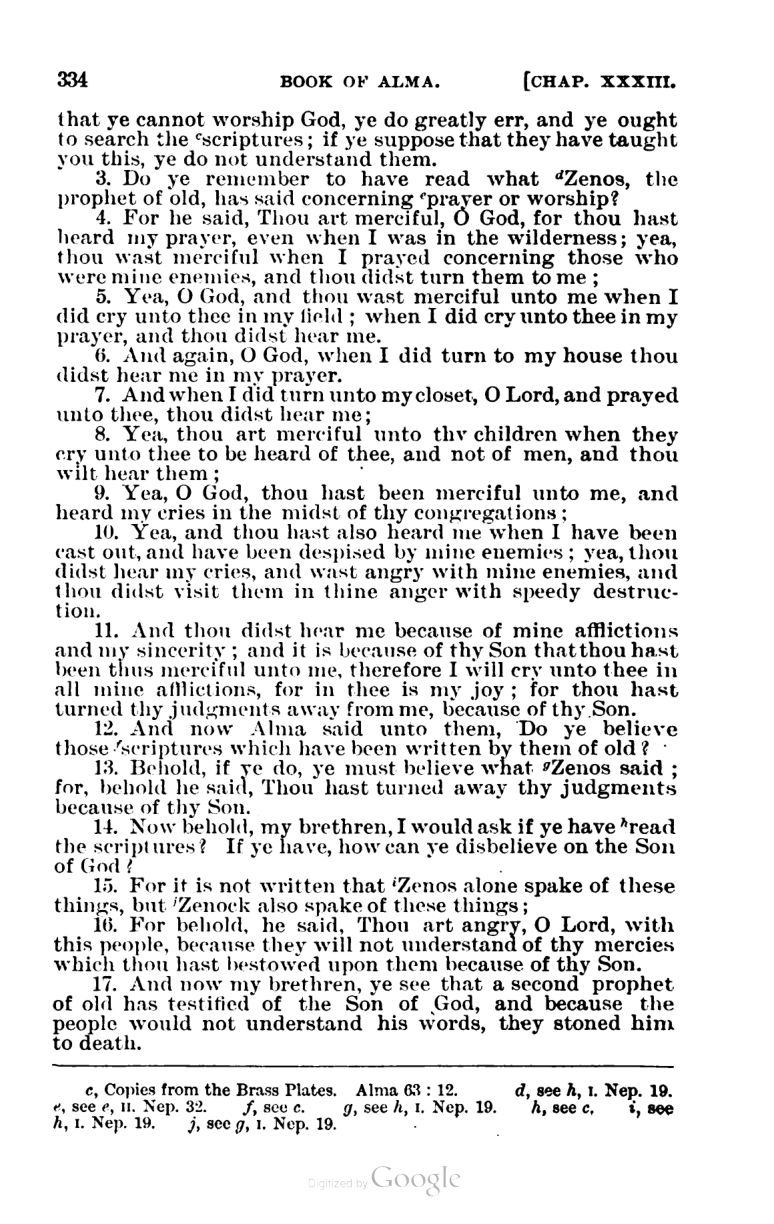 334 BOOK OF ALMA. [CHAP. XXXIII.
that ye cannot worship God, ye do greatly err, and ye ought
to search the ᶜscriptures; if ye suppose that they have taught
you this, ye do not understand them.
3. Do ye remember to have read what ᵈZenos, the
prophet of old, has said concerning ᵉprayer or worship?
4. For he said, Thou art merciful, O God, for thou hast
heard my prayer, even when I was in the wilderness; yea,
thou wast merciful when I prayed concerning those who
were mine enemies, and thou didst turn them to me;
5. Yea, O God, and thou wast merciful unto me when I
did cry unto thee in my field; when I did cry unto thee in my
prayer, and thou didst hear me.
6. And again, O God, when I did turn to my house thou
didst hear me in my prayer.
7. And when I did turn unto my closet, O Lord, and prayed
unto thee, thou didst hear me;
8. Yea, thou art merciful unto thy children when they
cry unto thee to be heard of thee, and not of men, and thou
wilt hear them;
9. Yea, O God, thou hast been merciful unto me, and
heard my cries in the midst of thy congregations;
10. Yea, and thou hast also heard me when I have been
cast out, and have been despised by mine enemies; yea, thou
didst hear my cries, and wast angry with mine enemies, and
thou didst visit them in thine anger with speedy destruc-
tion.
11. And thou didst hear me because of mine afflictions
and my sincerity; and it is because of thy Son that thou hast
been thus merciful unto me, therefore I will cry unto thee in
all mine afflictions, for in thee is my joy; for thou hast
turned thy judgments away from me, because of thy Son.
12. And now Alma said unto them, Do ye believe
those ᶠscriptures which have been written by them of old?
13. Behold, if ye do, ye must believe what ᵍZenos said;
for, behold he said, Thou hast turned away thy judgments
because of thy Son.
14. Now behold, my brethren, I would ask if ye have ʰread
the scriptures? If ye have, how can ye disbelieve on the Son
of God?
15. For it is not written that ⁱZenos alone spake of these
things, but ʲZenock also spake of these things;
16. For behold, he said, Thou art angry, O Lord, with
this people, because they will not understand of thy mercies
which thou hast bestowed upon them because of thy Son.
17. And now my brethren, ye see that a second prophet
of old has testified of the Son of God, and because the
people would not understand his words, they stoned him
to death.
c, Copies from the Brass Plates. Alma 63 : 12. d, see h, I. Nep. 19.
e, see e, II. Nep. 32. f, see c. g, see h, I. Nep. 19. h, see c. i, see
h, I. Nep. 19. j, see g, I. Nep. 19.
Digitized by Google